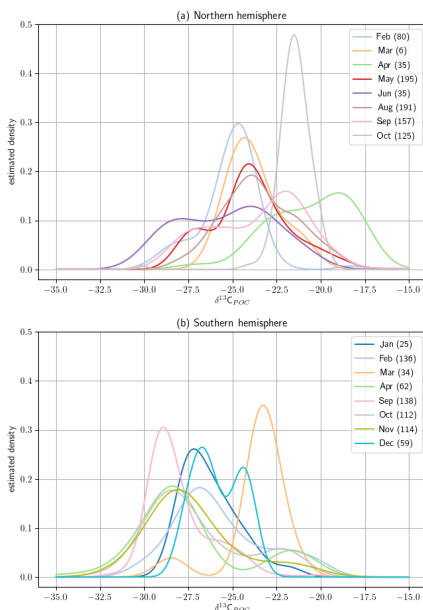 (a) Northern hemisphere
0.5
0.4
0.3
0.2
0.1
0.0
estimated density
Feb (80)
Mar (6)
Apr (35)
May (195)
Jun (35)
Aug (191)
Sep (157)
Oct (125)
−35.0 −32.5 −30.0 −27.5 −25.0 −22.5 −20.0 −17.5 −15.0
δ¹³C_POC
(b) Southern hemisphere
0.5
0.4
0.3
0.2
0.1
0.0
estimated density
Jan (25)
Feb (136)
Mar (34)
Apr (62)
Sep (138)
Oct (112)
Nov (114)
Dec (59)
−35.0 −32.5 −30.0 −27.5 −25.0 −22.5 −20.0 −17.5 −15.0
δ¹³C_POC